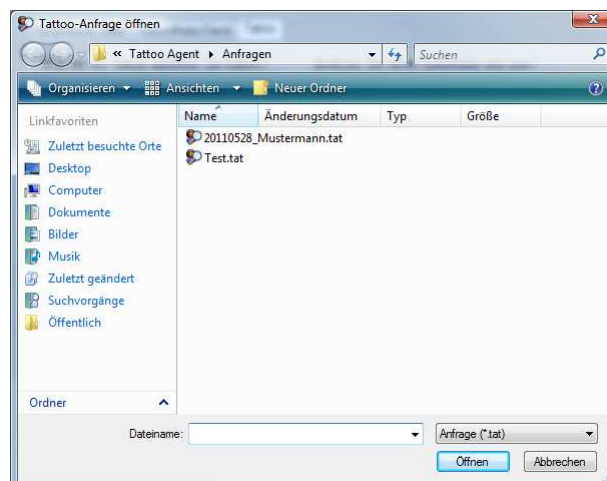 Tattoo-Anfrage öffnen
« Tattoo Agent Anfragen
Suchen
Organisieren Ansichten Neuer Ordner
Linkfavoriten
Zuletzt besuchte Orte
Desktop
Computer
Dokumente
Bilder
Musik
Zuletzt geändert
Suchvorgänge
Öffentlich
Ordner
Name Änderungsdatum Typ Größe
20110528_Mustermann.tat
Test.tat
Dateiname:
Anfrage (*.tat)
Öffnen Abbrechen